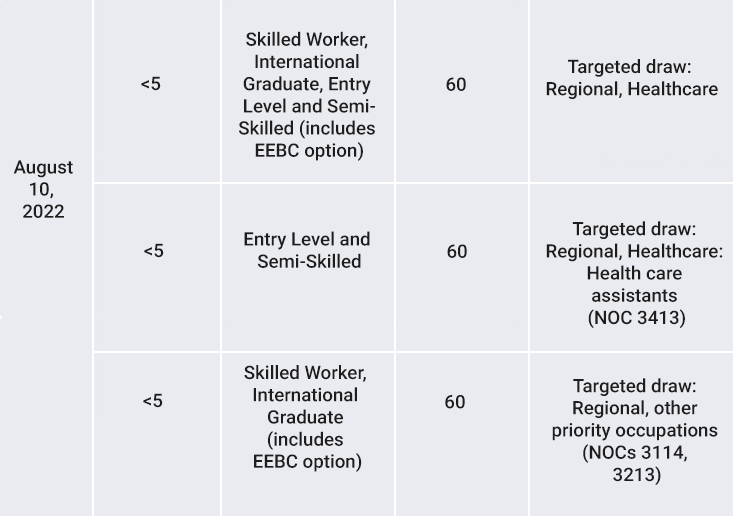 August
10,
2022
<5
Skilled Worker,
International
Graduate, Entry
Level and Semi-
Skilled (includes
EEBC option)
60
Targeted draw:
Regional, Healthcare
<5
Entry Level and
Semi-Skilled
60
Targeted draw:
Regional, Healthcare:
Health care
assistants
(NOC 3413)
<5
Skilled Worker,
International
Graduate
(includes
EEBC option)
60
Targeted draw:
Regional, other
priority occupations
(NOCs 3114,
3213)